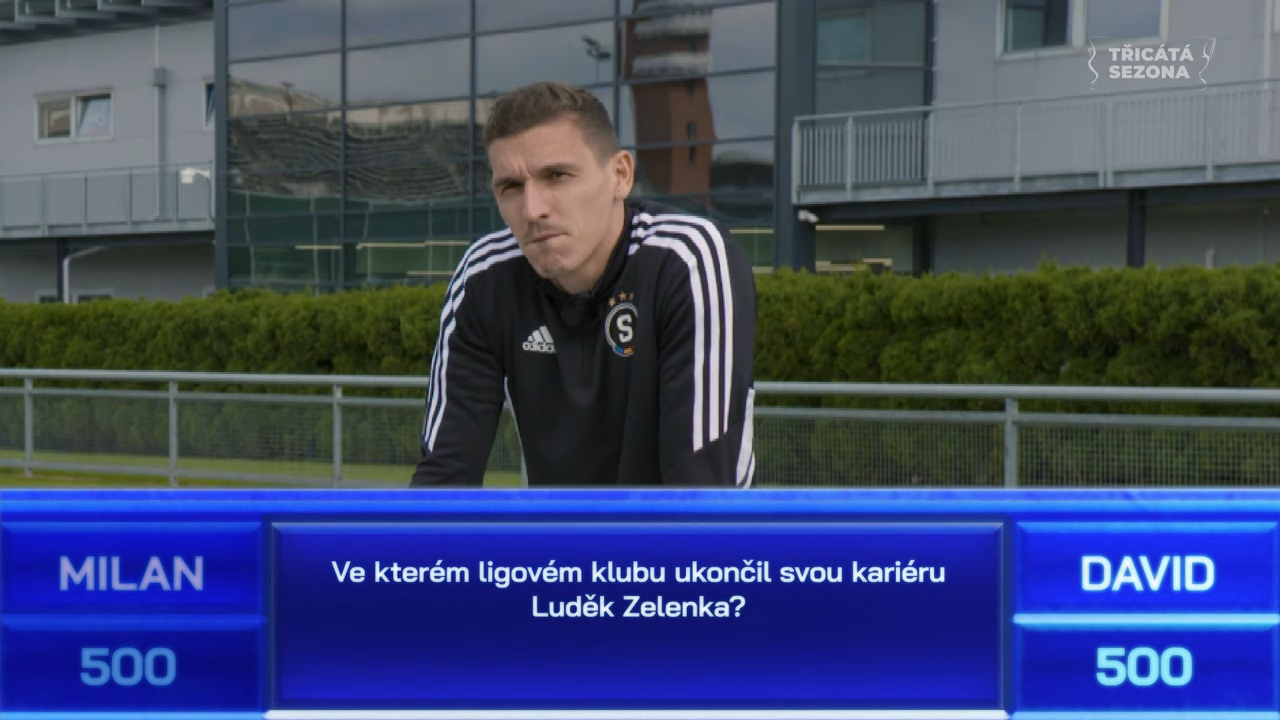 TŘICÁTÁ
SEZONA
adidas
S
MILAN
Ve kterém ligovém klubu ukončil svou kariéru
Luděk Zelenka?
DAVID
500
500